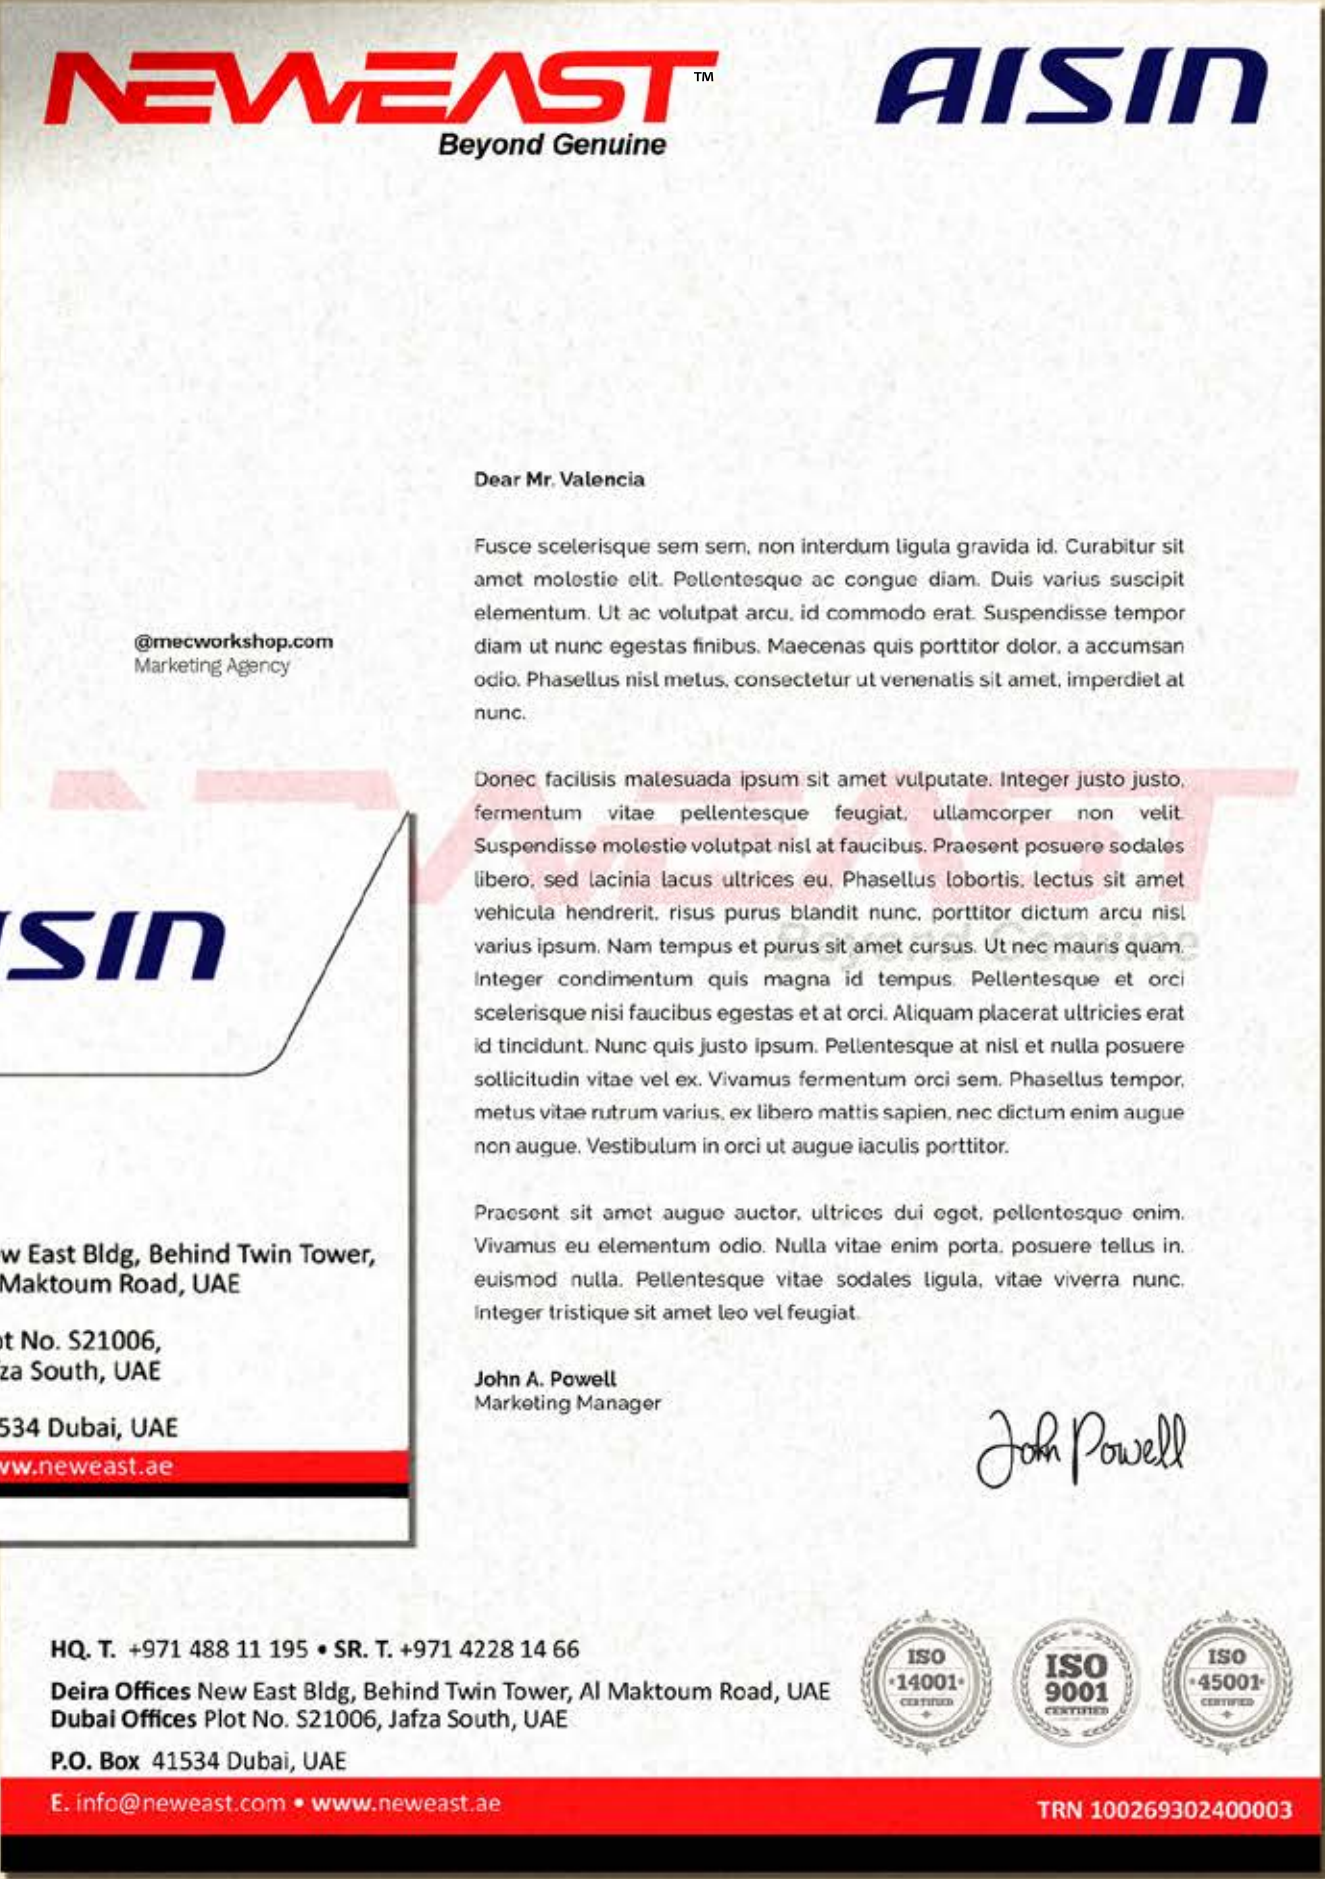 NEWEAST™
Beyond Genuine
AISIN
Dear Mr. Valencia
Fusce scelerisque sem sem, non interdum ligula gravida id. Curabitur sit
amet molestie elit. Pellentesque ac congue diam. Duis varius suscipit
elementum. Ut ac volutpat arcu, id commodo erat. Suspendisse tempor
diam ut nunc egestas finibus. Maecenas quis porttitor dolor, a accumsan
odio. Phasellus nisl metus, consectetur ut venenatis sit amet, imperdiet at
nunc.
@mecworkshop.com
Marketing Agency
NEWEAST
Beyond Genuine
Donec facilisis malesuada ipsum sit amet vulputate. Integer justo justo,
fermentum vitae pellentesque feugiat, ullamcorper non velit.
Suspendisse molestie volutpat nisl at faucibus. Praesent posuere sodales
libero, sed lacinia lacus ultrices eu. Phasellus lobortis, lectus sit amet
vehicula hendrerit, risus purus blandit nunc, porttitor dictum arcu nisl
varius ipsum. Nam tempus et purus sit amet cursus. Ut nec mauris quam.
Integer condimentum quis magna id tempus. Pellentesque et orci
scelerisque nisi faucibus egestas et at orci. Aliquam placerat ultricies erat
id tincidunt. Nunc quis justo ipsum. Pellentesque at nisl et nulla posuere
sollicitudin vitae vel ex. Vivamus fermentum orci sem. Phasellus tempor,
metus vitae rutrum varius, ex libero mattis sapien, nec dictum enim augue
non augue. Vestibulum in orci ut augue iaculis porttitor.
Praesent sit amet augue auctor, ultrices dui eget, pellentesque enim.
Vivamus eu elementum odio. Nulla vitae enim porta, posuere tellus in,
euismod nulla. Pellentesque vitae sodales ligula, vitae viverra nunc.
Integer tristique sit amet leo vel feugiat.
John A. Powell
Marketing Manager
John Powell
SIN
w East Bldg, Behind Twin Tower,
Maktoum Road, UAE
ot No. S21006,
za South, UAE
534 Dubai, UAE
ww.neweast.ae
HQ. T. +971 488 11 195 • SR. T. +971 4228 14 66
Deira Offices New East Bldg, Behind Twin Tower, Al Maktoum Road, UAE
Dubai Offices Plot No. S21006, Jafza South, UAE
P.O. Box 41534 Dubai, UAE
ISO
14001
CERTIFIED
ISO
9001
CERTIFIED
ISO
45001
CERTIFIED
E. info@neweast.com • www.neweast.ae
TRN 100269302400003